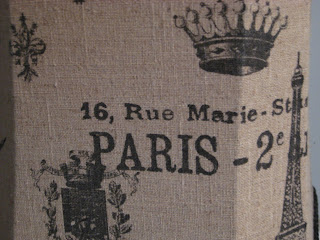 16, Rue Marie-St
PARIS - 2e